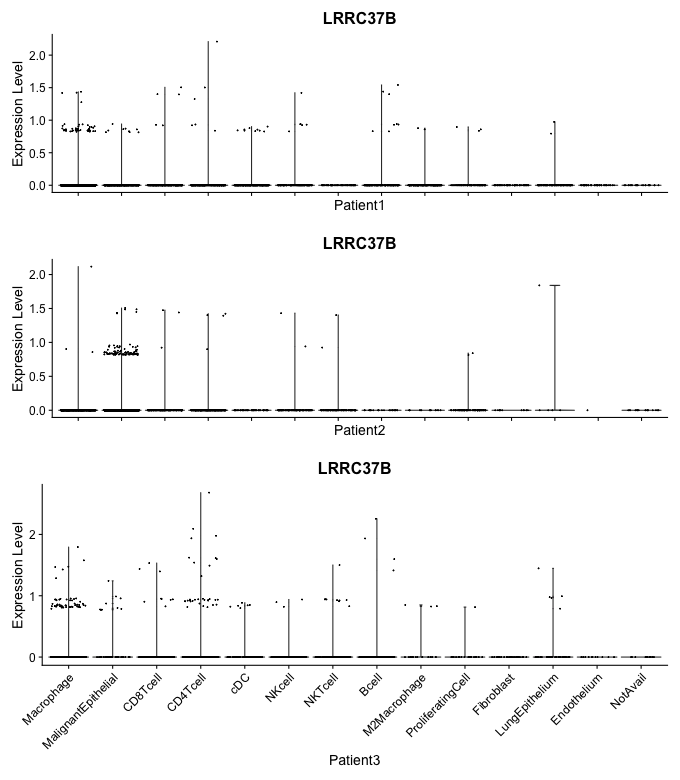 LRRC37B
Expression Level
2.0
1.5
1.0
0.5
0.0
Patient1
LRRC37B
Expression Level
2.0
1.5
1.0
0.5
0.0
Patient2
LRRC37B
Expression Level
2
1
0
Macrophage
MalignantEpithelial
CD8Tcell
CD4Tcell
cDC
NKcell
NKTcell
Bcell
M2Macrophage
ProliferatingCell
Fibroblast
LungEpithelium
Endothelium
NotAvail
Patient3